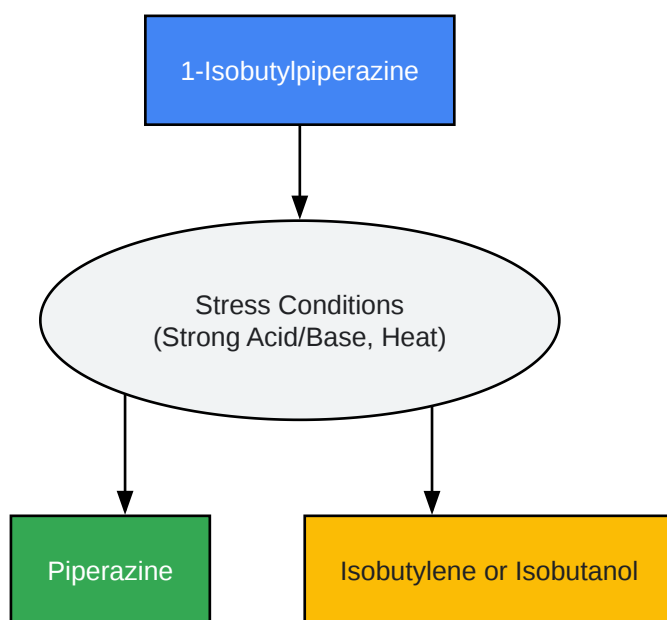 1-Isobutylpiperazine
Stress Conditions
(Strong Acid/Base, Heat)
Piperazine
Isobutylene or Isobutanol